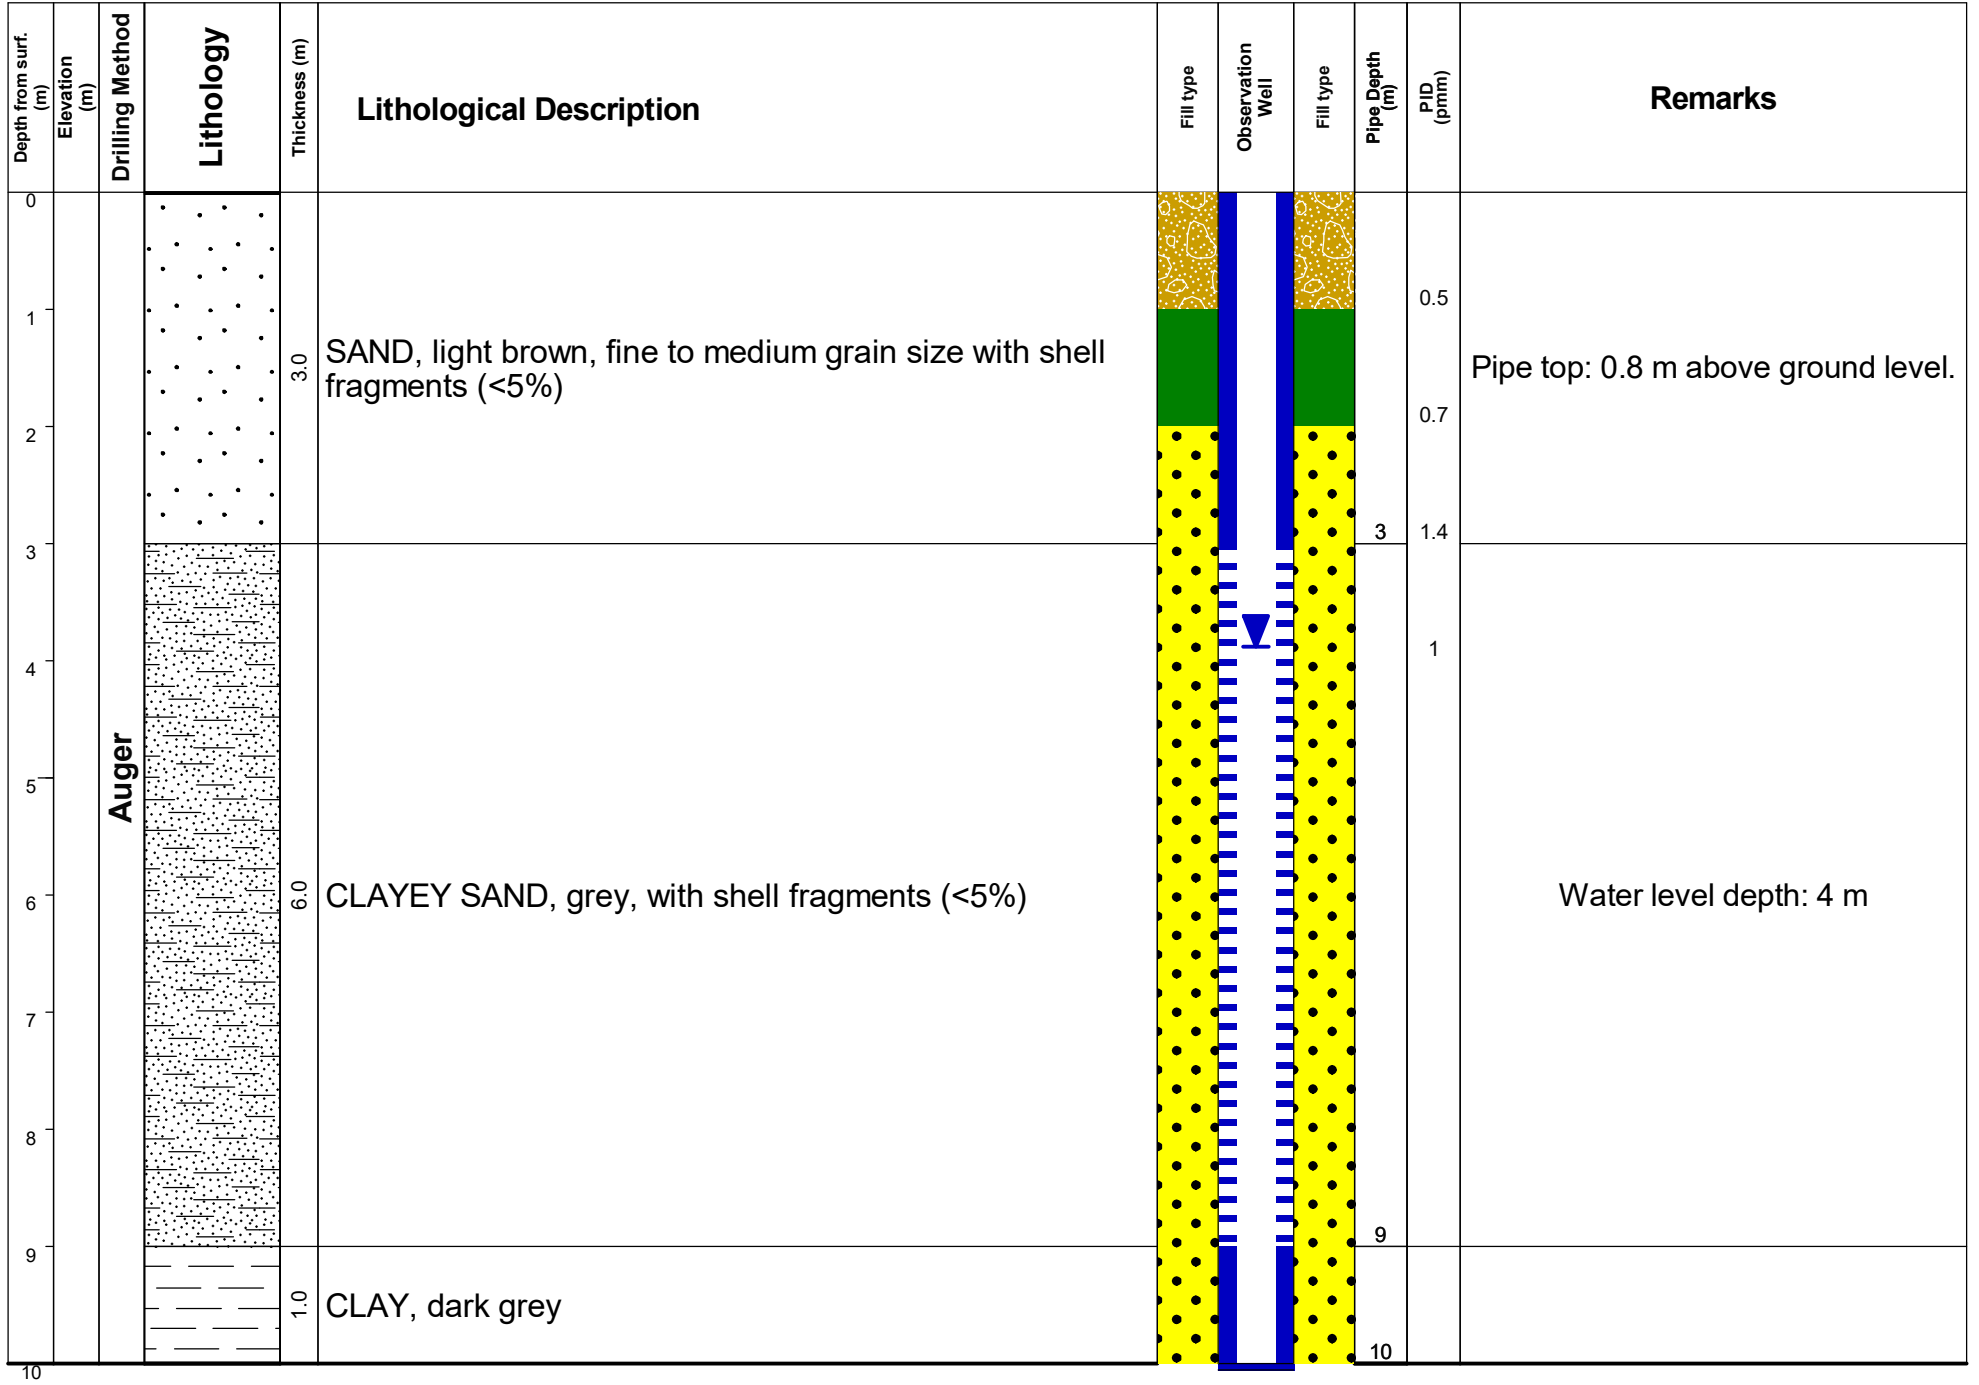 Depth from surf.
(m)
Elevation
(m)
Drilling Method
Lithology
Thickness (m)
Lithological Description
Fill type
Observation
Well
Fill type
Pipe Depth
(m)
PID
(pmm)
Remarks
0
1
2
3
4
5
6
7
8
9
10
Auger
3.0
SAND, light brown, fine to medium grain size with shell
fragments (<5%)
6.0
CLAYEY SAND, grey, with shell fragments (<5%)
1.0
CLAY, dark grey
3
9
10
0.5
0.7
1.4
1
Pipe top: 0.8 m above ground level.
Water level depth: 4 m